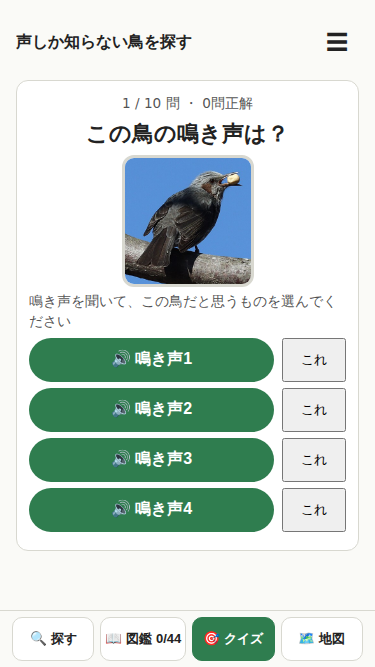 声しか知らない鳥を探す
1 / 10 問 ・ 0問正解
この鳥の鳴き声は？
鳴き声を聞いて、この鳥だと思うものを選んでく
ださい
🔊 鳴き声1 これ
🔊 鳴き声2 これ
🔊 鳴き声3 これ
🔊 鳴き声4 これ
🔍 探す 📖 図鑑 0/44 🎯 クイズ 🗺️ 地図